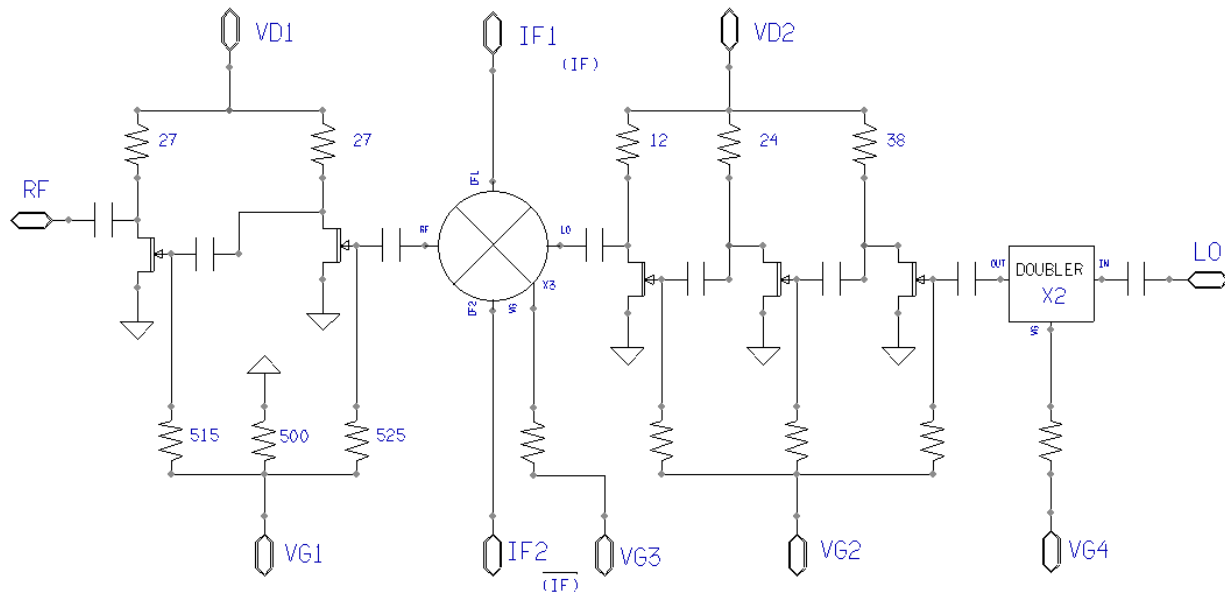 VD1
IF1
(IF)
VD2
27
27
12
24
38
RF
IF1
RF
LO
X3
IF2
VG
OUT
DOUBLER
X2
IN
VG
LO
515
500
525
VG1
IF2
(IF)
VG3
VG2
VG4